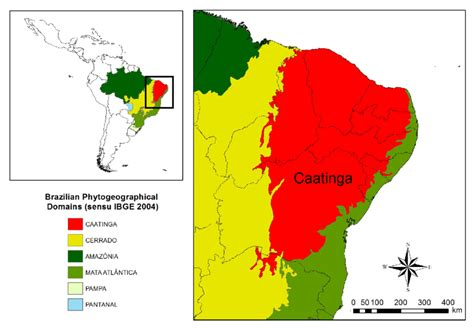 Brazilian Phytogeographical
Domains (sensu IBGE 2004)
CAATINGA
CERRADO
AMAZÔNIA
MATA ATLÂNTICA
PAMPA
PANTANAL
Caatinga
0 50 100 200 300 400
km